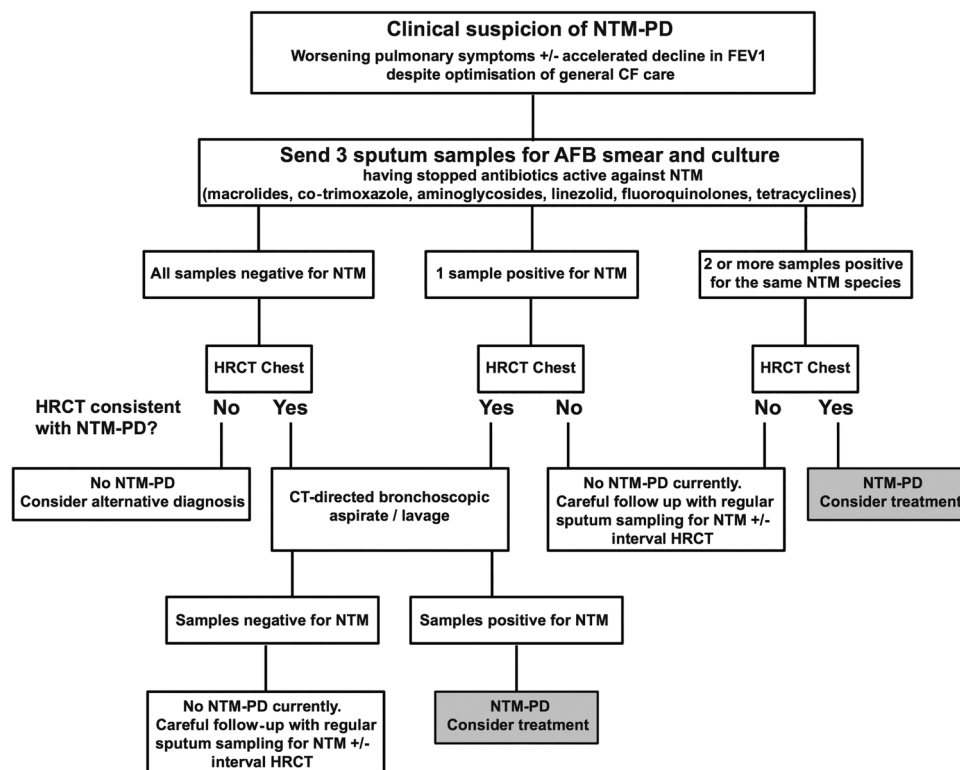 Clinical suspicion of NTM-PD
Worsening pulmonary symptoms +/- accelerated decline in FEV1
despite optimisation of general CF care
Send 3 sputum samples for AFB smear and culture
having stopped antibiotics active against NTM
(macrolides, co-trimoxazole, aminoglycosides, linezolid, fluoroquinolones, tetracyclines)
All samples negative for NTM
1 sample positive for NTM
2 or more samples positive
for the same NTM species
HRCT Chest
HRCT Chest
HRCT Chest
HRCT consistent
with NTM-PD?
No
Yes
Yes
No
No
Yes
No NTM-PD
Consider alternative diagnosis
CT-directed bronchoscopic
aspirate / lavage
No NTM-PD currently.
Careful follow up with regular
sputum sampling for NTM +/-
interval HRCT
NTM-PD
Consider treatment
Samples negative for NTM
Samples positive for NTM
No NTM-PD currently.
Careful follow-up with regular
sputum sampling for NTM +/-
interval HRCT
NTM-PD
Consider treatment